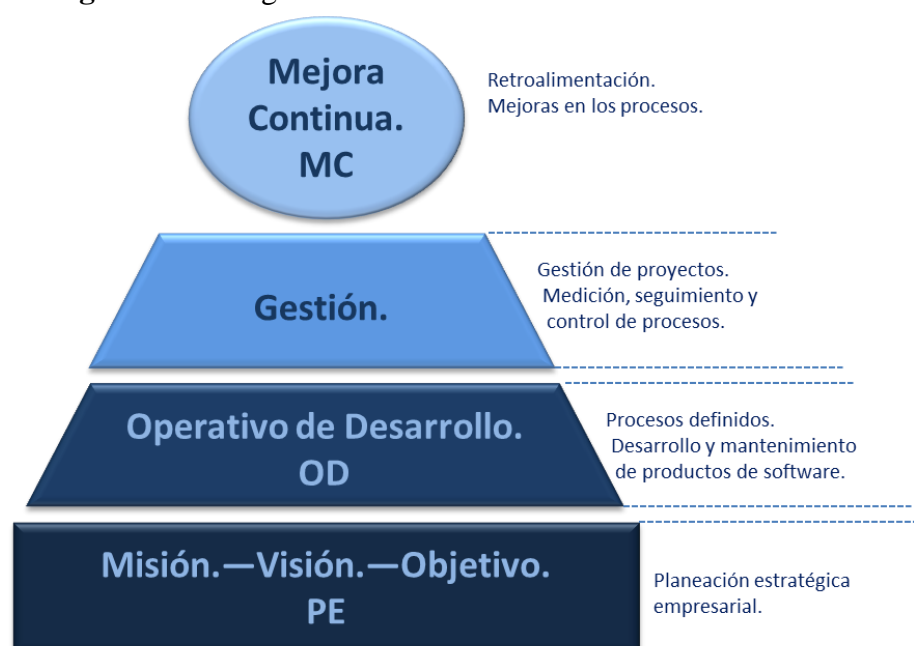 Mejora
Continua.
MC
Retroalimentación.
Mejoras en los procesos.
Gestión.
Gestión de proyectos.
Medición, seguimiento y
control de procesos.
Operativo de Desarrollo.
OD
Procesos definidos.
Desarrollo y mantenimiento
de productos de software.
Misión.—Visión.—Objetivo.
PE
Planeación estratégica
empresarial.